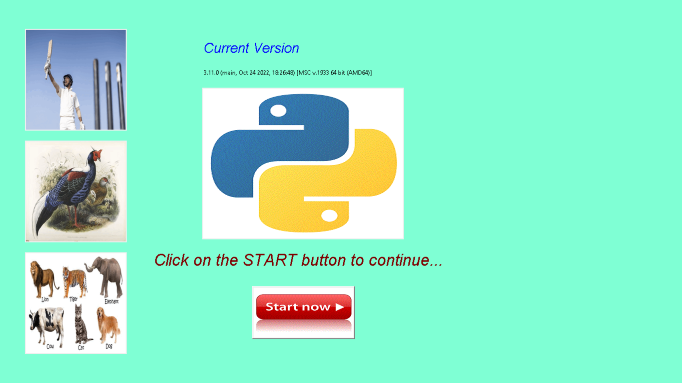 Current Version
3.11.0 (main, Oct 24 2022, 18:26:48) [MSC v.1933 64 bit (AMD64)]
Click on the START button to continue...
Start now
Lion Tiger Elephant
Cow Cat Dog